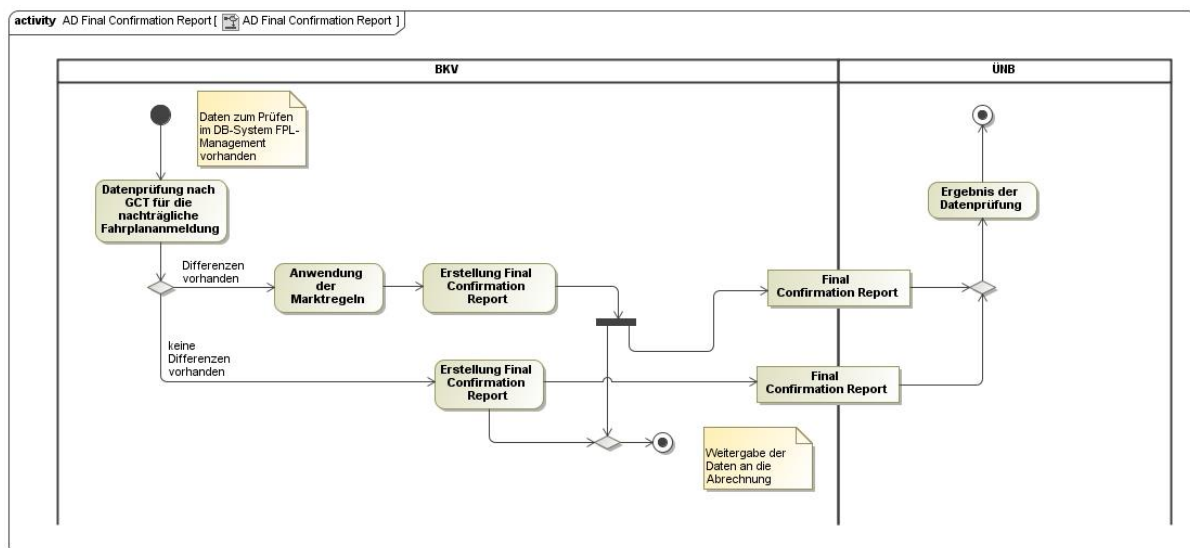 activity AD Final Confirmation Report [ AD Final Confirmation Report ]
BKV
ÜNB
Daten zum Prüfen
im DB-System FPL-
Management
vorhanden
Datenprüfung nach
GCT für die
nachträgliche
Fahrplananmeldung
Ergebnis der
Datenprüfung
Differenzen
vorhanden
Anwendung
der
Marktregeln
Erstellung Final
Confirmation
Report
Final
Confirmation Report
keine
Differenzen
vorhanden
Erstellung Final
Confirmation
Report
Final
Confirmation Report
Weitergabe der
Daten an die
Abrechnung